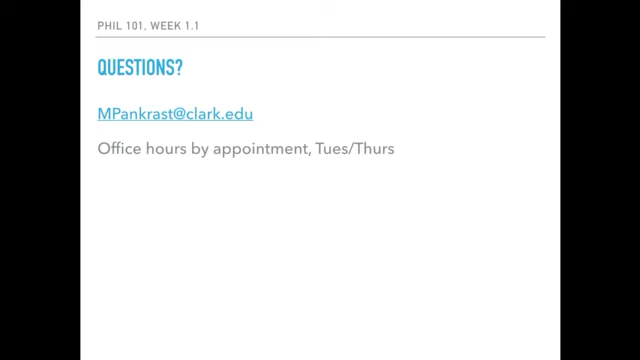 PHIL 101, WEEK 1.1
QUESTIONS?
MPankrast@clark.edu
Office hours by appointment, Tues/Thurs